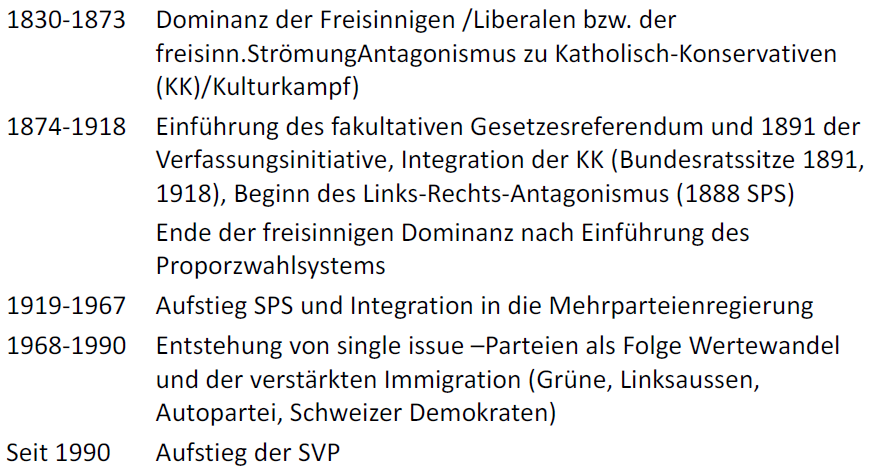 1830-1873 Dominanz der Freisinnigen /Liberalen bzw. der
freisinn.StrömungAntagonismus zu Katholisch-Konservativen
(KK)/Kulturkampf)
1874-1918 Einführung des fakultativen Gesetzesreferendum und 1891 der
Verfassungsinitiative, Integration der KK (Bundesratssitze 1891,
1918), Beginn des Links-Rechts-Antagonismus (1888 SPS)
Ende der freisinnigen Dominanz nach Einführung des
Proporzwahlsystems
1919-1967 Aufstieg SPS und Integration in die Mehrparteienregierung
1968-1990 Entstehung von single issue –Parteien als Folge Wertewandel
und der verstärkten Immigration (Grüne, Linksaussen,
Autopartei, Schweizer Demokraten)
Seit 1990 Aufstieg der SVP